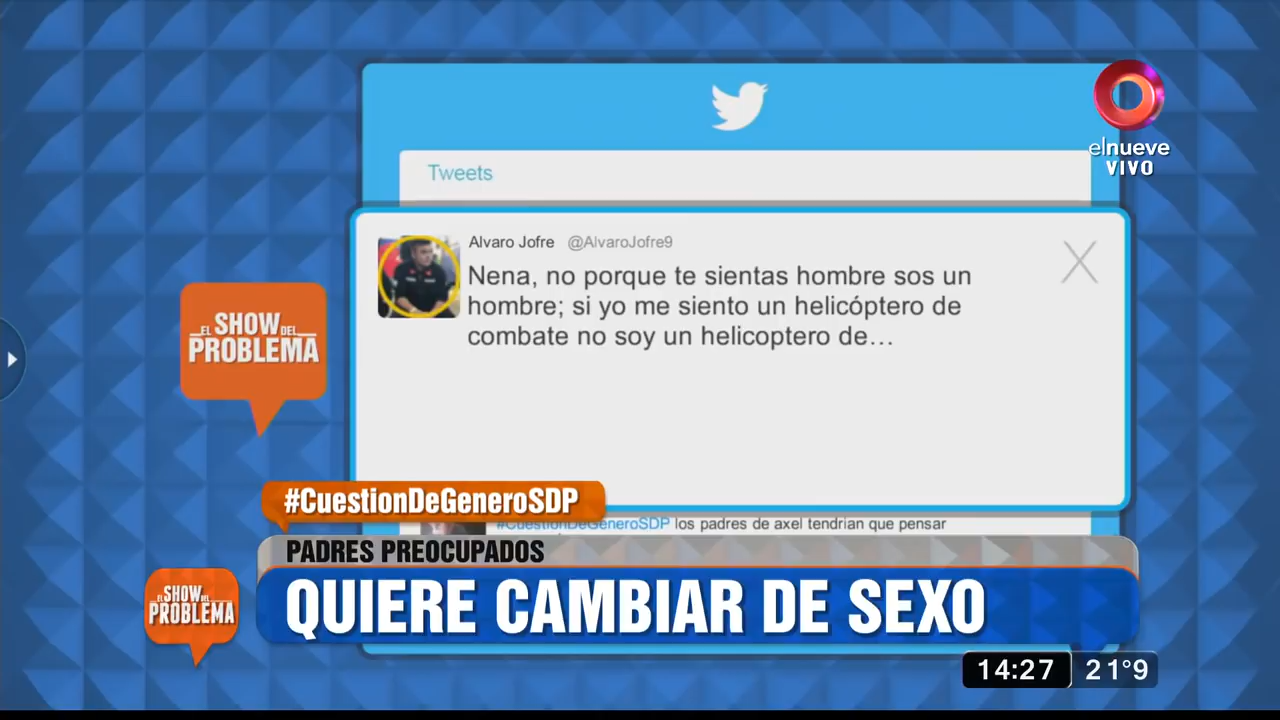 elnueve
VIVO
Tweets
Alvaro Jofre @AlvaroJofre9
Nena, no porque te sientas hombre sos un
hombre; si yo me siento un helicóptero de
combate no soy un helicoptero de…
EL SHOW DEL
PROBLEMA
#CuestionDeGeneroSDP
#CuestionDeGeneroSDP los padres de axel tendrian que pensar
PADRES PREOCUPADOS
QUIERE CAMBIAR DE SEXO
EL SHOW DEL
PROBLEMA
14:27 21°9